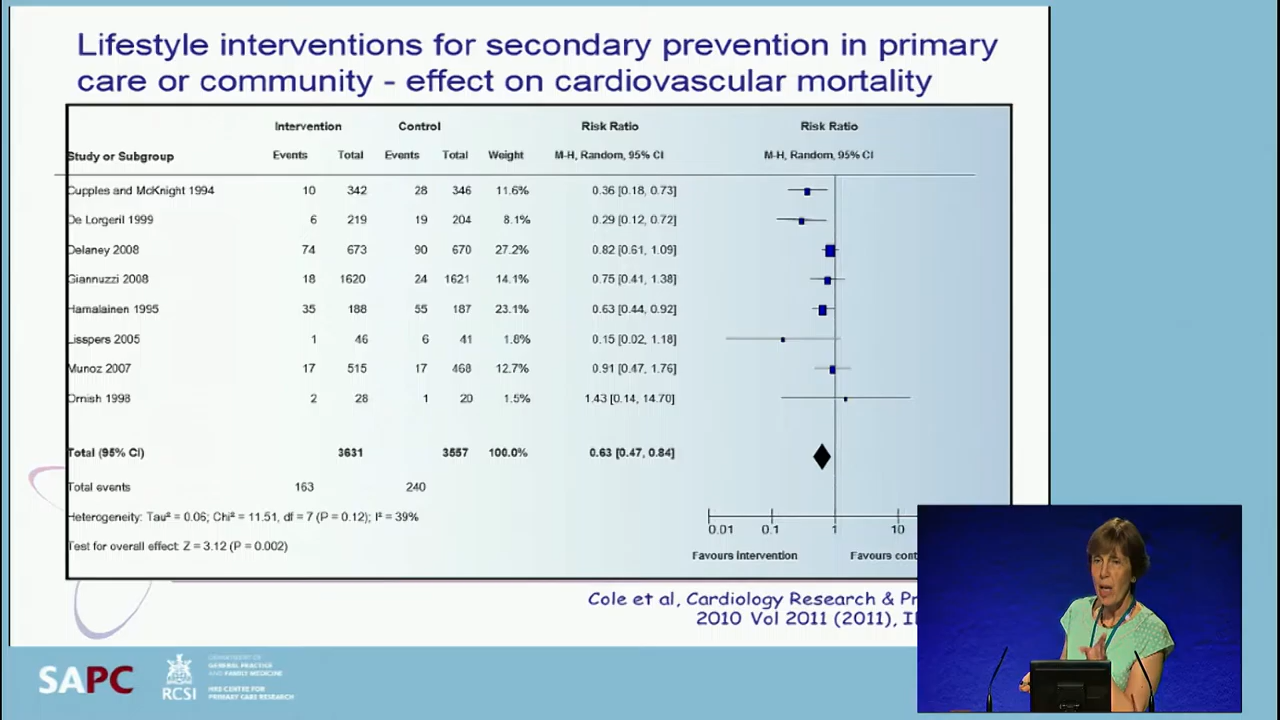 Lifestyle interventions for secondary prevention in primary
care or community - effect on cardiovascular mortality
Intervention Control Risk Ratio Risk Ratio
Study or Subgroup Events Total Events Total Weight M-H, Random, 95% CI M-H, Random, 95% CI
Cupples and McKnight 1994 10 342 28 346 11.6% 0.36 [0.18, 0.73]
De Lorgeril 1999 6 219 19 204 8.1% 0.29 [0.12, 0.72]
Delaney 2008 74 673 90 670 27.2% 0.82 [0.61, 1.09]
Giannuzzi 2008 18 1620 24 1621 14.1% 0.75 [0.41, 1.38]
Hamalainen 1995 35 188 55 187 23.1% 0.63 [0.44, 0.92]
Lisspers 2005 1 46 6 41 1.8% 0.15 [0.02, 1.18]
Munoz 2007 17 515 17 468 12.7% 0.91 [0.47, 1.76]
Ornish 1998 2 28 1 20 1.5% 1.43 [0.14, 14.70]
Total (95% CI) 3631 3557 100.0% 0.63 [0.47, 0.84]
Total events 163 240
Heterogeneity: Tau² = 0.06; Chi² = 11.51, df = 7 (P = 0.12); I² = 39%
Test for overall effect: Z = 3.12 (P = 0.002)
0.01 0.1 1 10
Favours intervention Favours cont
Cole et al, Cardiology Research & Pr
2010 Vol 2011 (2011), I
SAPC
RCSI
DEPARTMENT OF
GENERAL PRACTICE
AND FAMILY MEDICINE
HRB CENTRE FOR
PRIMARY CARE RESEARCH